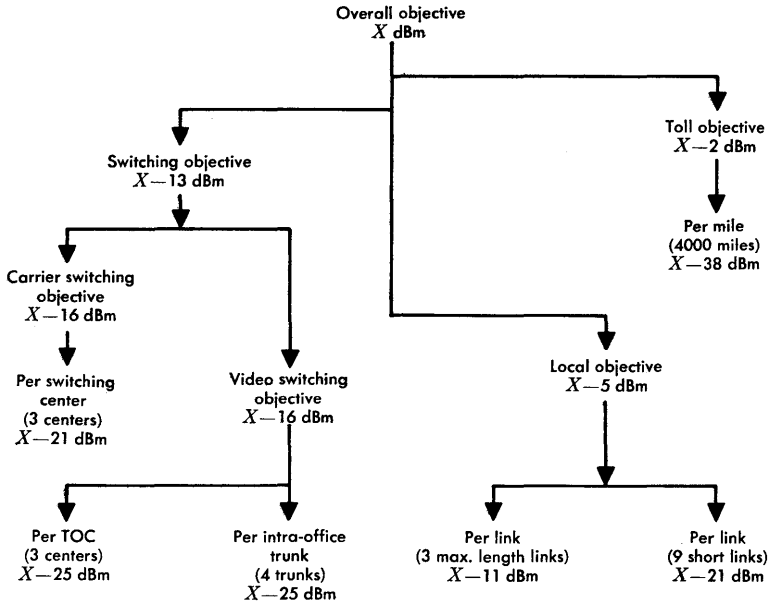 Overall objective
X dBm
Toll objective
X—2 dBm
Per mile
(4000 miles)
X—38 dBm
Switching objective
X—13 dBm
Carrier switching
objective
X—16 dBm
Per switching
center
(3 centers)
X—21 dBm
Video switching
objective
X—16 dBm
Local objective
X—5 dBm
Per TOC
(3 centers)
X—25 dBm
Per intra-office
trunk
(4 trunks)
X—25 dBm
Per link
(3 max. length links)
X—11 dBm
Per link
(9 short links)
X—21 dBm